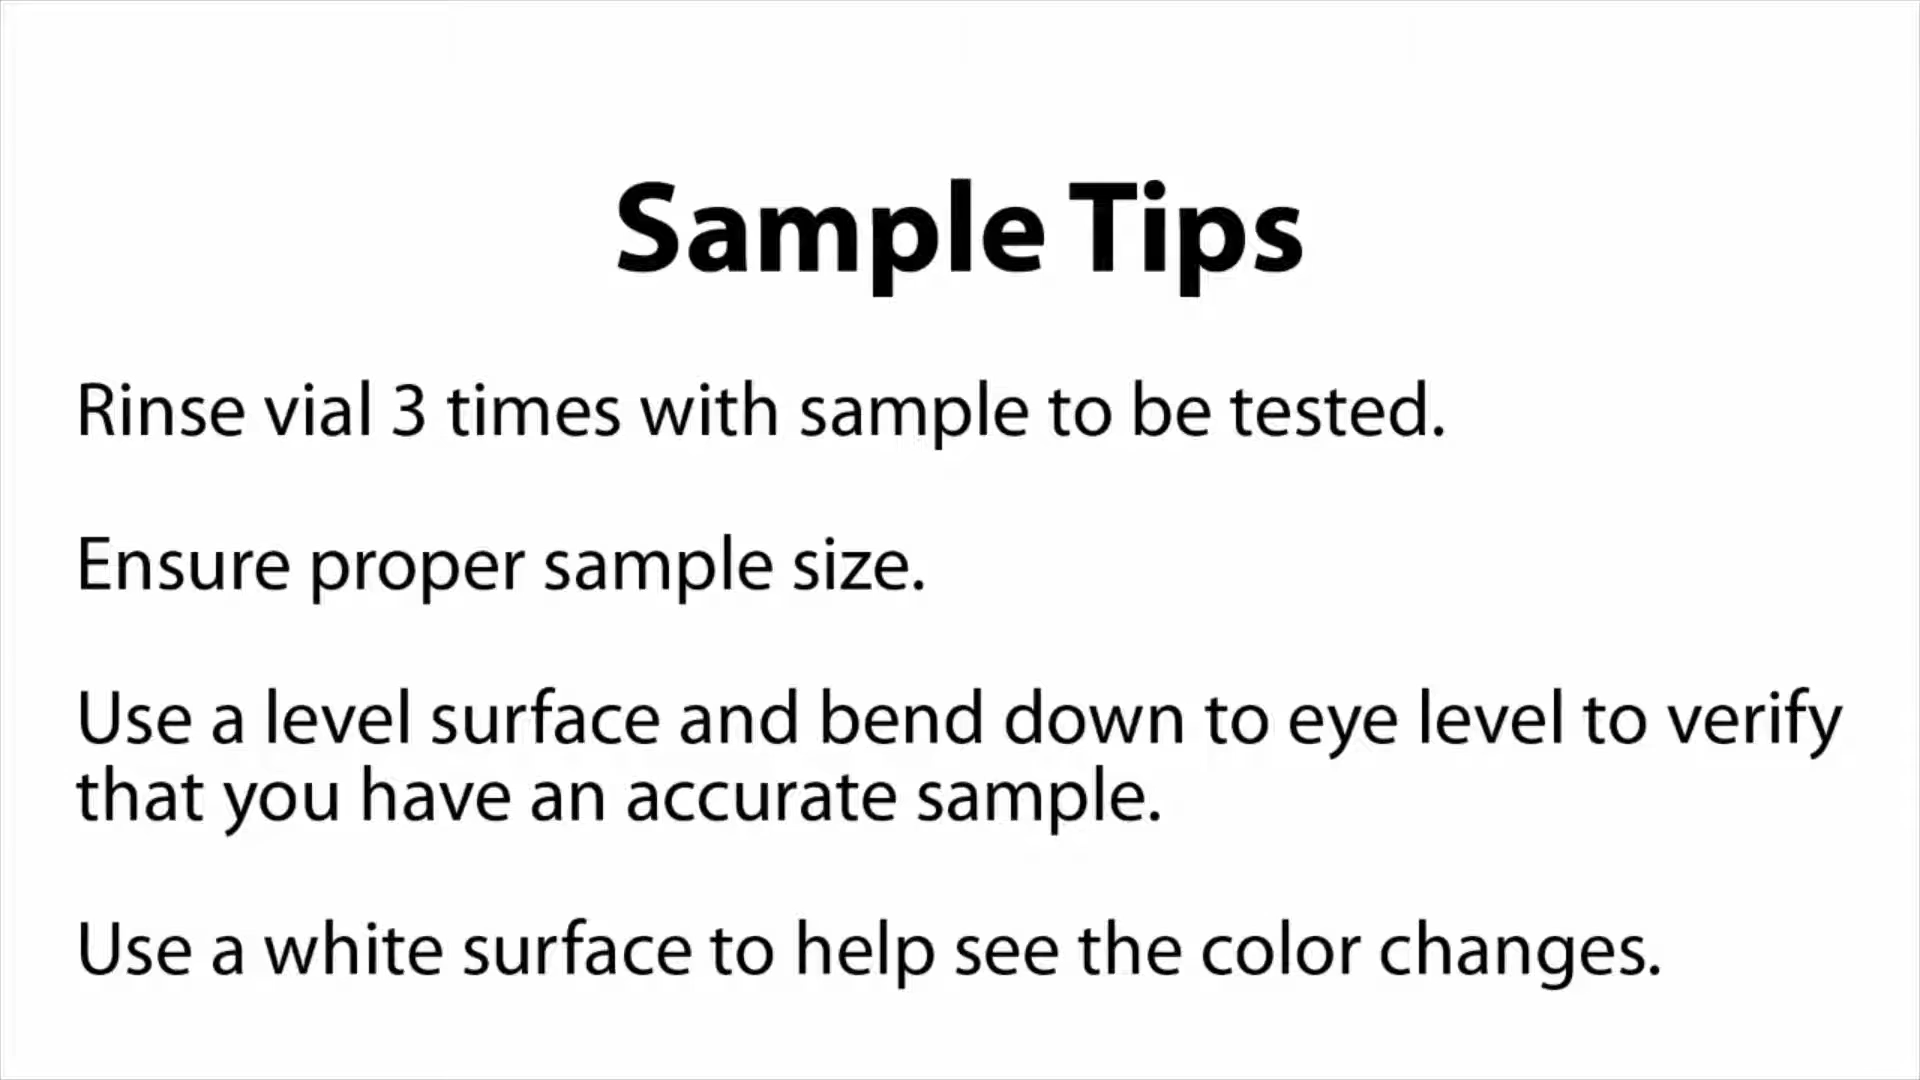 Sample Tips
Rinse vial 3 times with sample to be tested.
Ensure proper sample size.
Use a level surface and bend down to eye level to verify
that you have an accurate sample.
Use a white surface to help see the color changes.